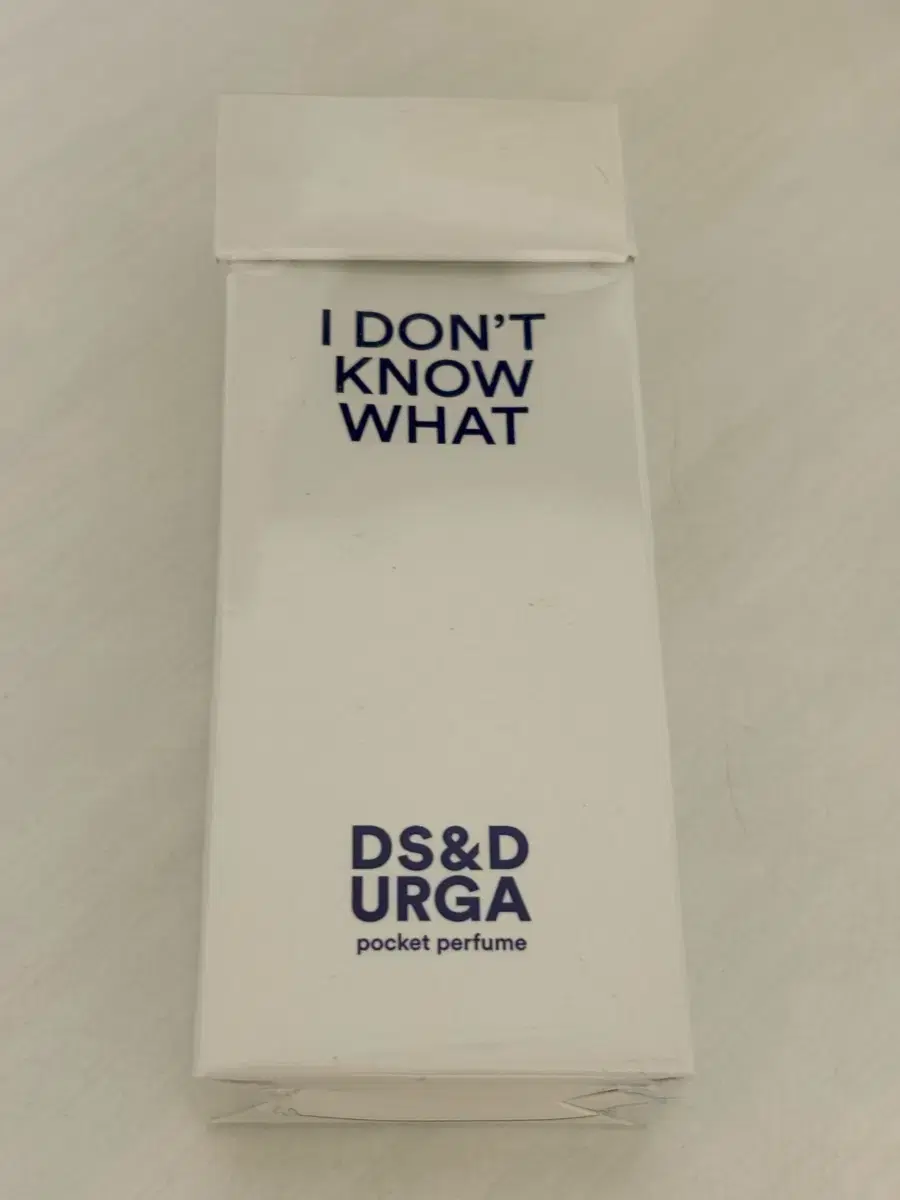 I DON’T
KNOW
WHAT
DS&D
URGA
pocket perfume